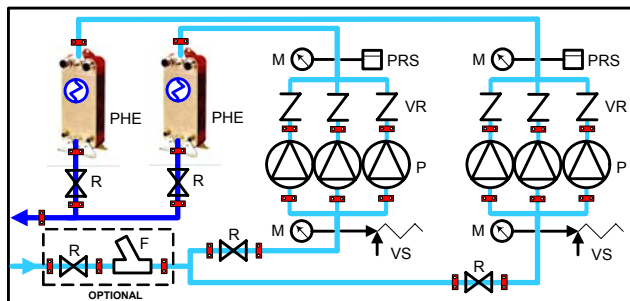 M PRS M PRS
PHE PHE VR VR
P P
R R
M VS M VS
R F R
OPTIONAL
R